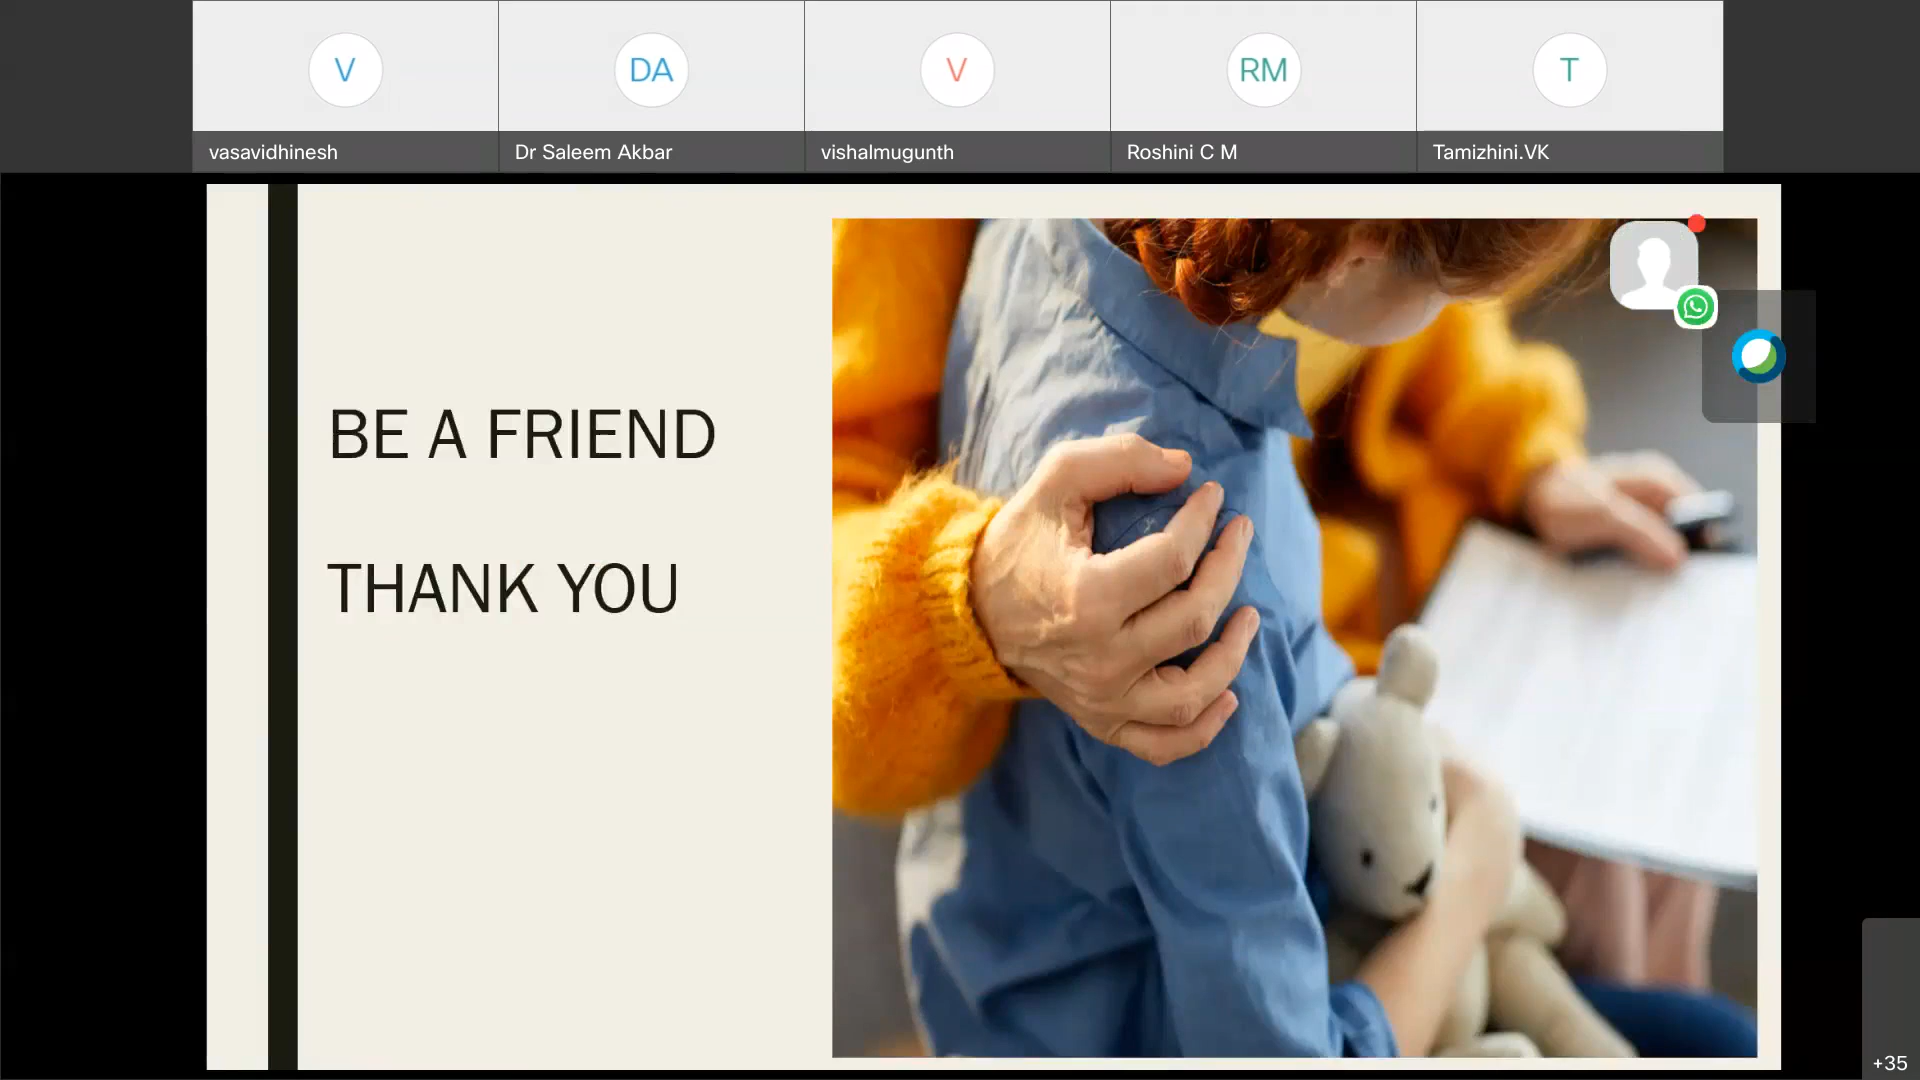 V
DA
V
RM
T
vasavidhinesh
Dr Saleem Akbar
vishalmugunth
Roshini C M
Tamizhini.VK
BE A FRIEND
THANK YOU
+35